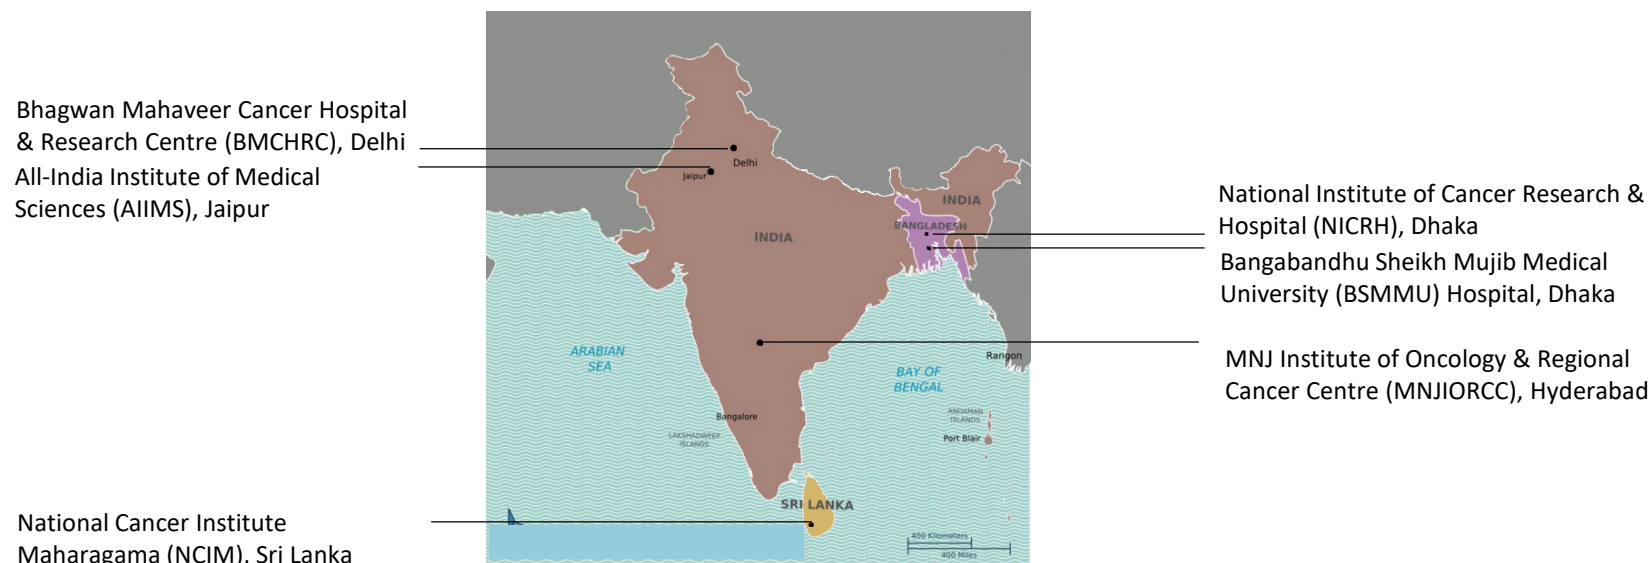 Bhagwan Mahaveer Cancer Hospital
& Research Centre (BMCHRC), Delhi
All-India Institute of Medical
Sciences (AIIMS), Jaipur
National Cancer Institute
Maharagama (NCIM), Sri Lanka
Delhi
Jaipur
INDIA
INDIA
BANGLADESH
ARABIAN
SEA
BAY OF
BENGAL
Rangon
Bangalore
LAKSHADWEEP
ISLANDS
ANDAMAN
ISLANDS
Port Blair
SRI LANKA
400 Kilometers
400 Miles
National Institute of Cancer Research &
Hospital (NICRH), Dhaka
Bangabandhu Sheikh Mujib Medical
University (BSMMU) Hospital, Dhaka
MNJ Institute of Oncology & Regional
Cancer Centre (MNJIORCC), Hyderabad